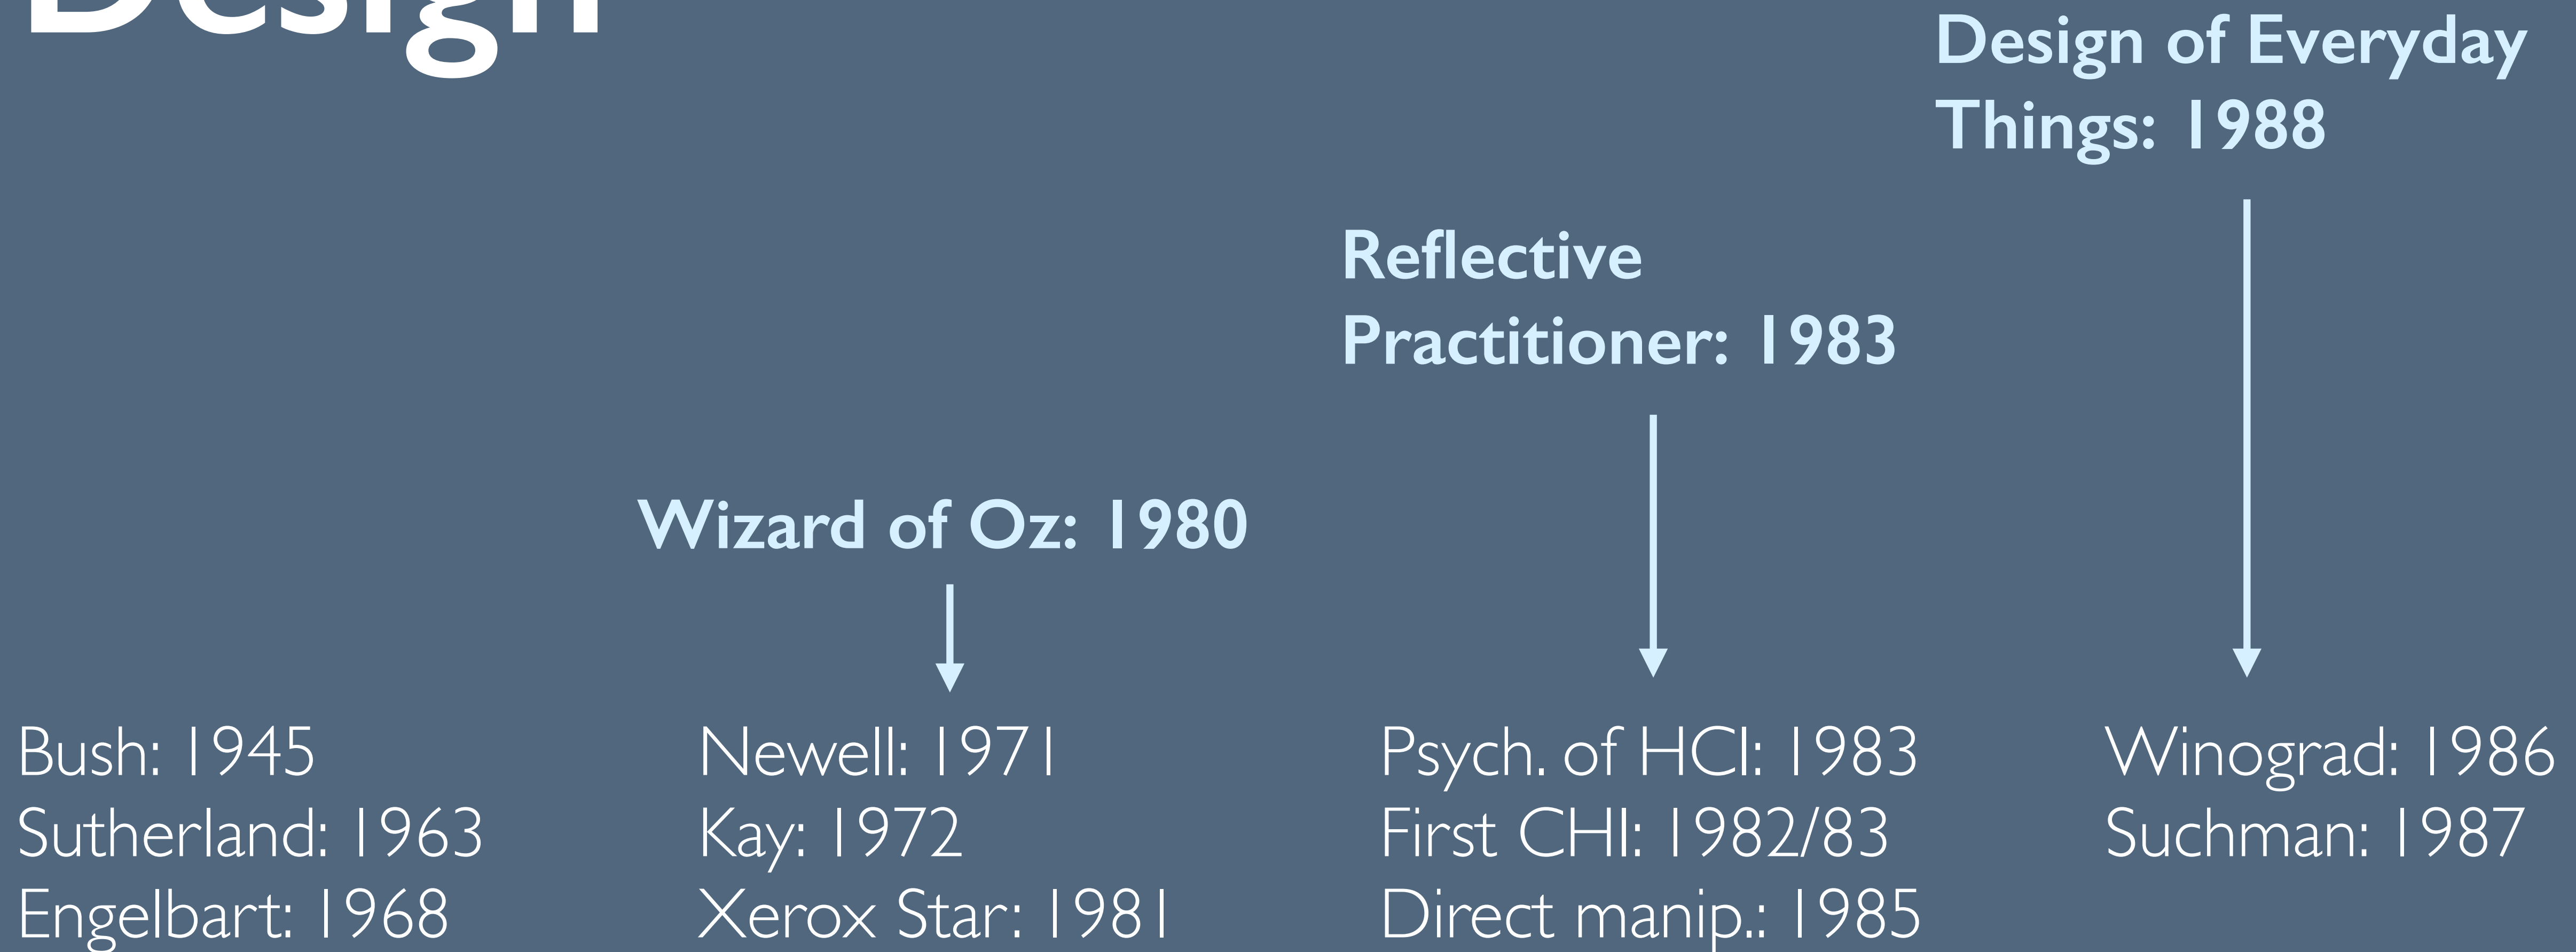 Design
Design of Everyday
Things: 1988
Reflective
Practitioner: 1983
Wizard of Oz: 1980
Bush: 1945
Sutherland: 1963
Engelbart: 1968
Newell: 1971
Kay: 1972
Xerox Star: 1981
Psych. of HCI: 1983
First CHI: 1982/83
Direct manip.: 1985
Winograd: 1986
Suchman: 1987